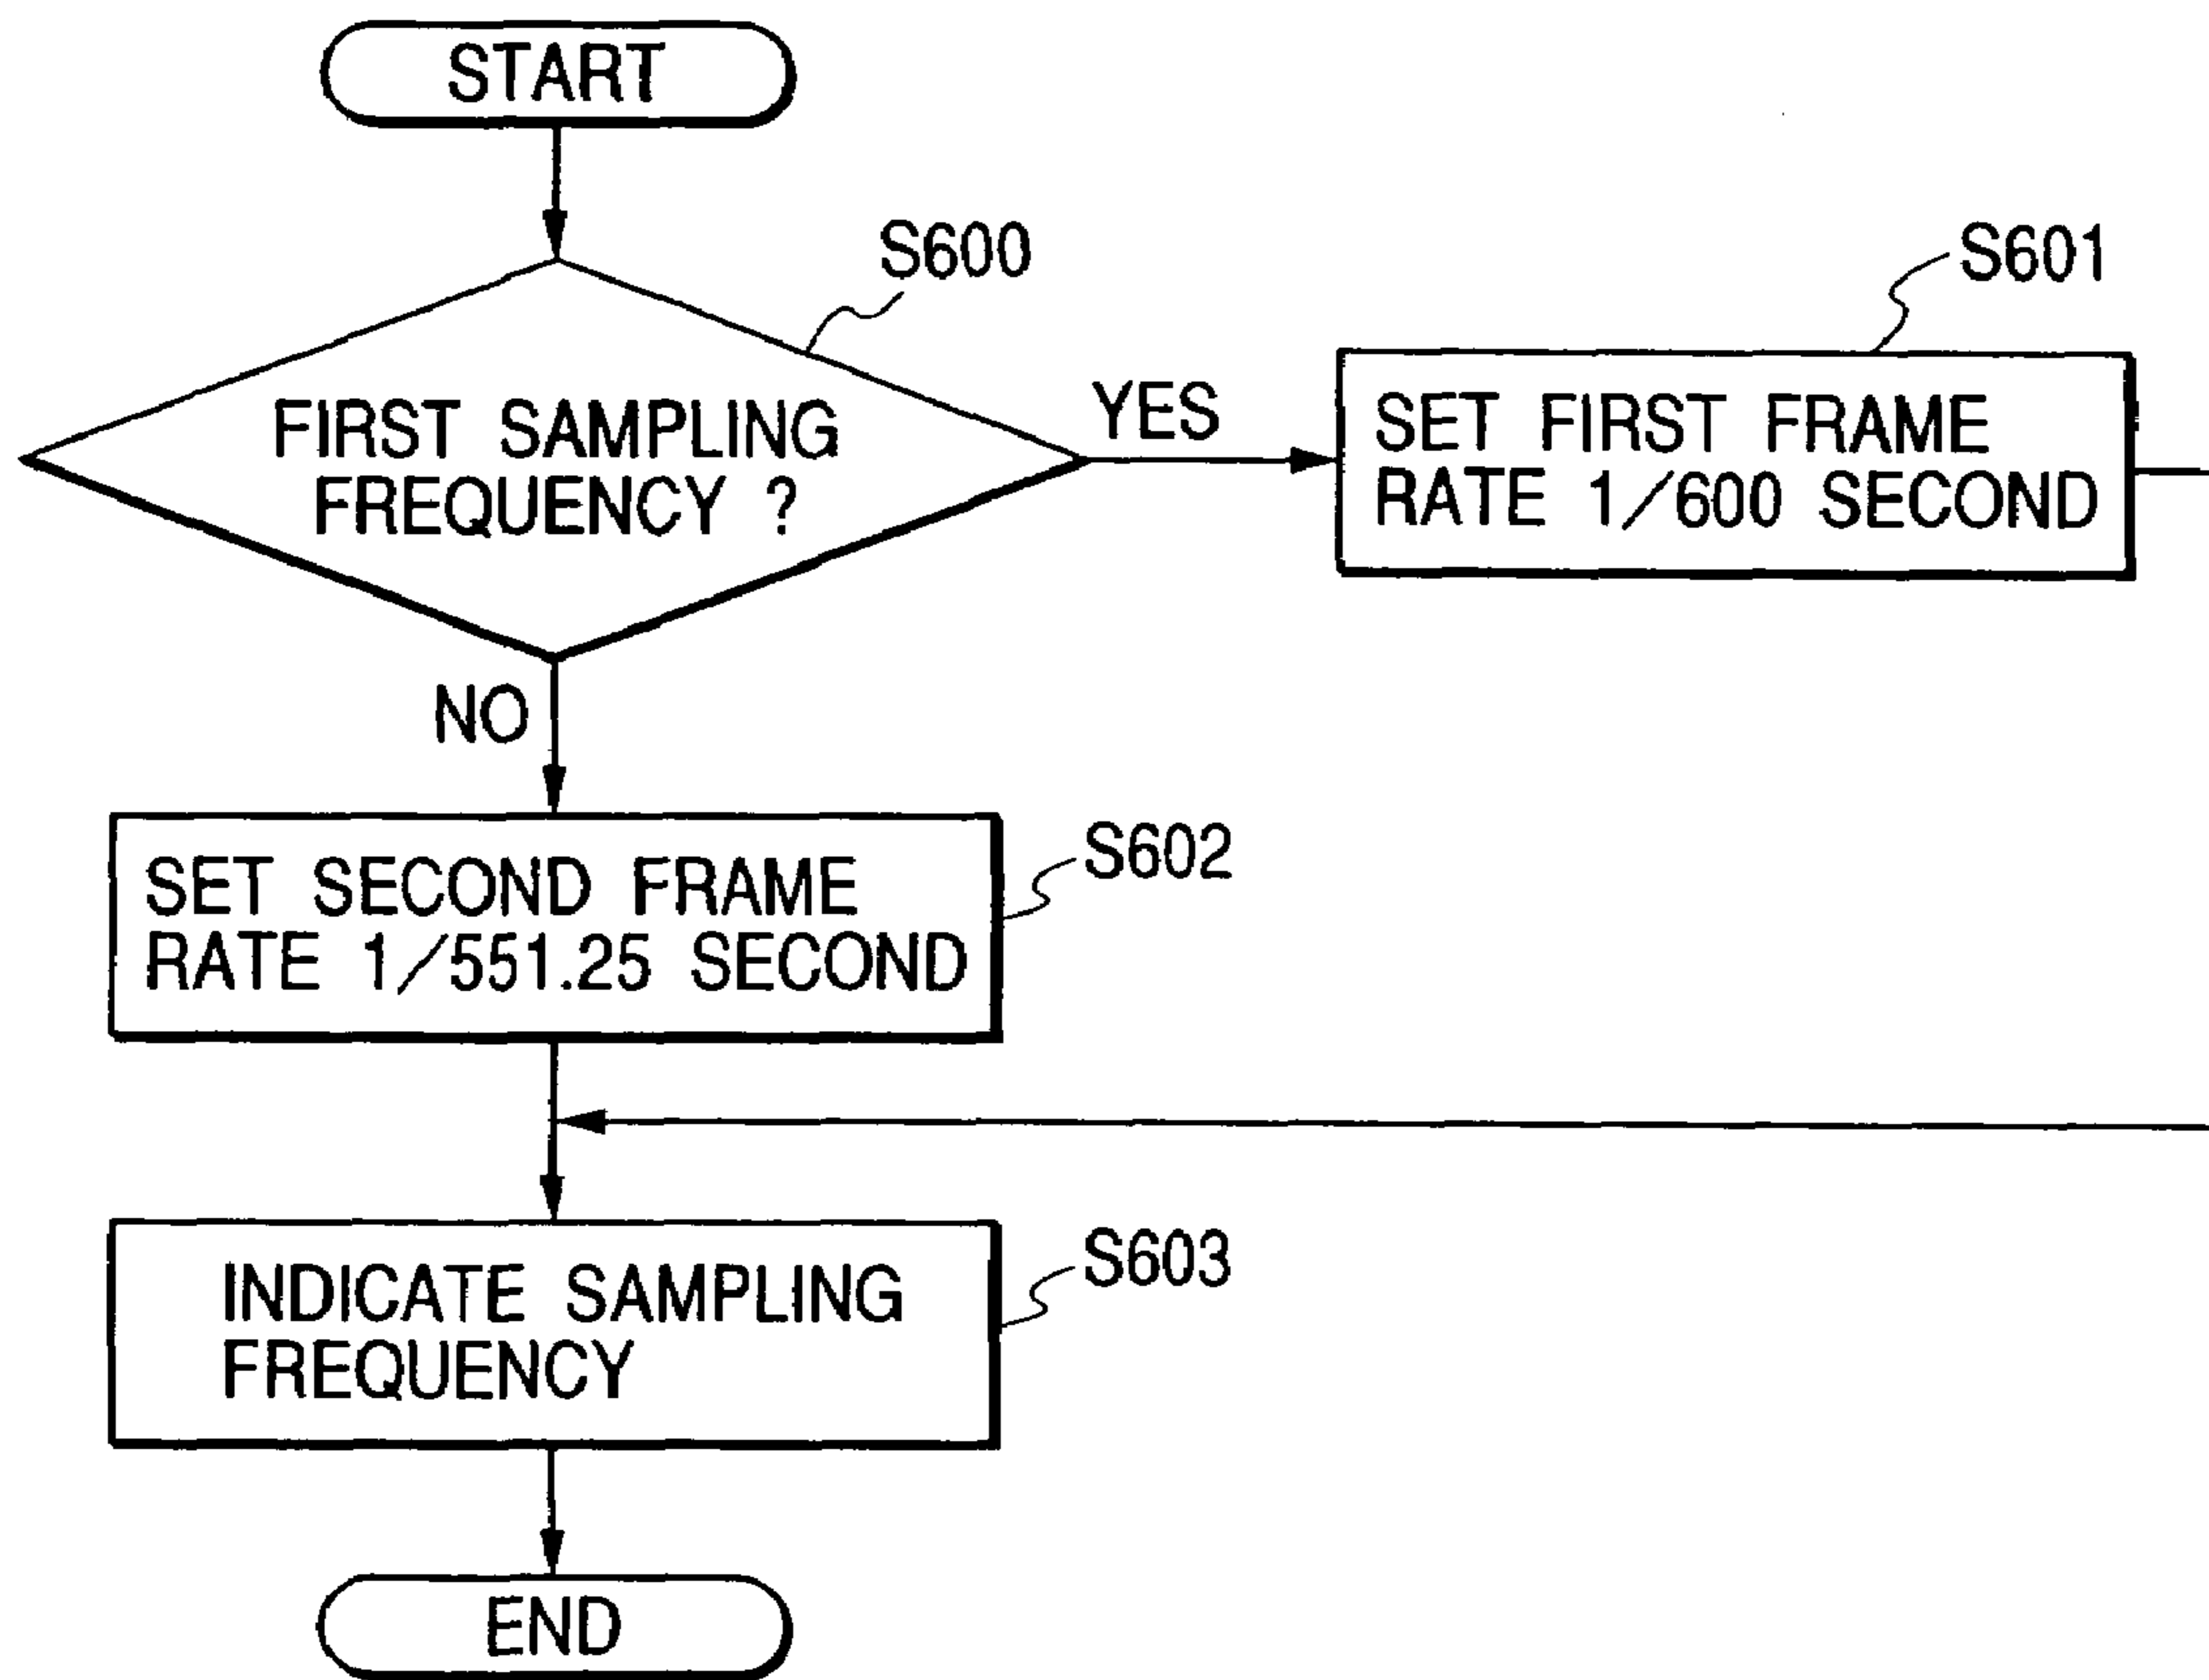 START
S600
S601
FIRST SAMPLING
FREQUENCY ?
YES
SET FIRST FRAME
RATE 1/600 SECOND
NO
S602
SET SECOND FRAME
RATE 1/551.25 SECOND
S603
INDICATE SAMPLING
FREQUENCY
END